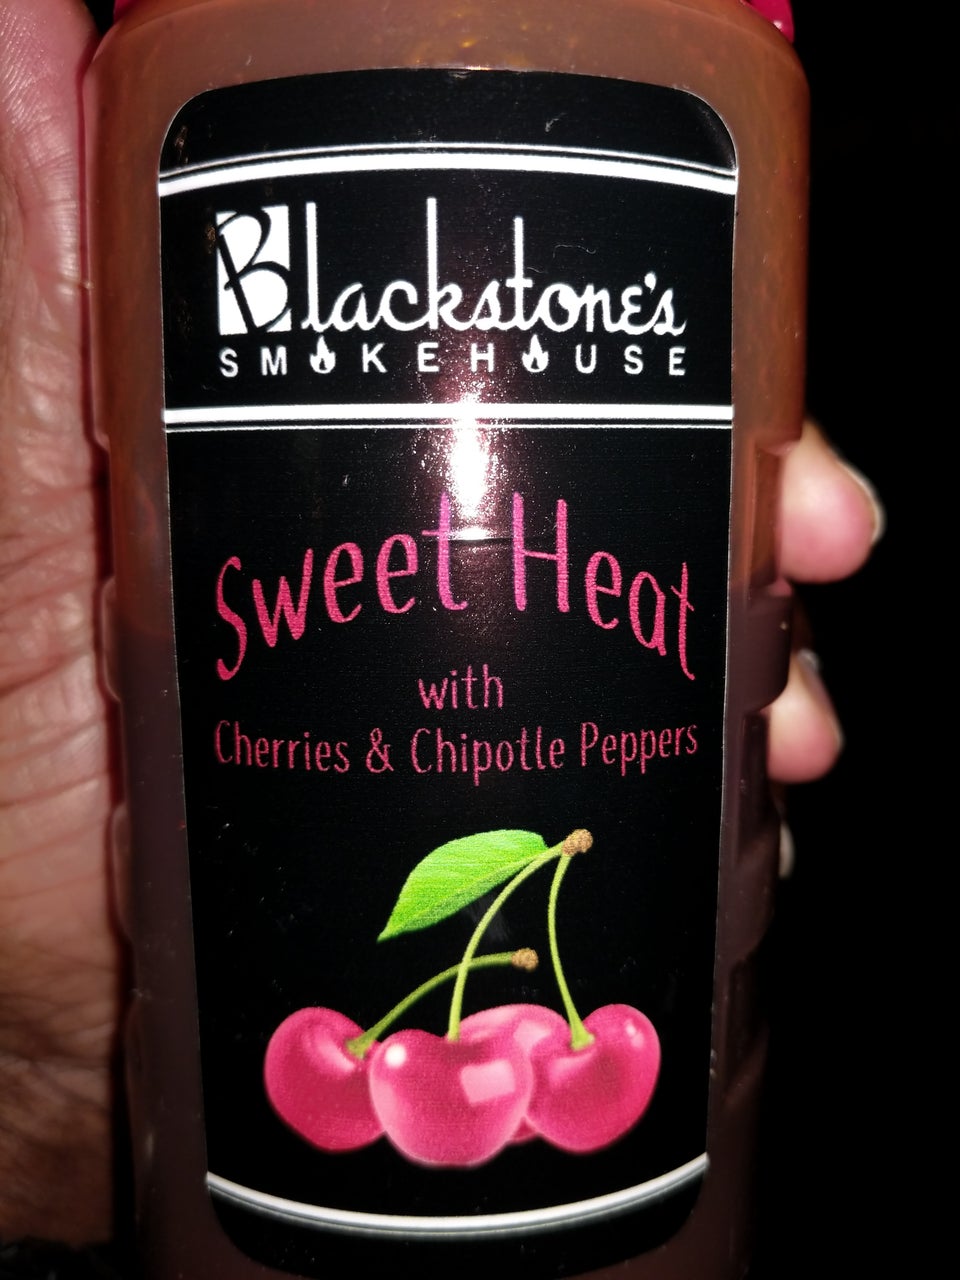 Blackstone's
SMOKEHOUSE
Sweet Heat
with
Cherries & Chipotle Peppers